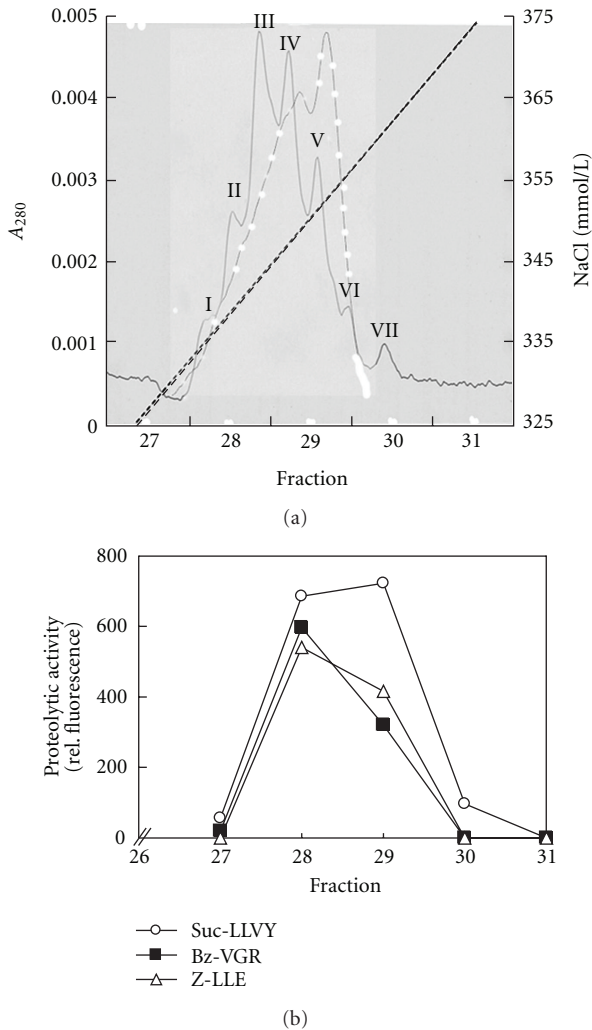 0.005
0.004
0.003
0.002
0.001
0
A280
375
365
355
345
335
325
NaCl (mmol/L)
I
II
III
IV
V
VI
VII
27 28 29 30 31
Fraction
(a)
800
600
400
200
0
Proteolytic activity
(rel. fluorescence)
26 27 28 29 30 31
Fraction
Suc-LLVY
Bz-VGR
Z-LLE
(b)